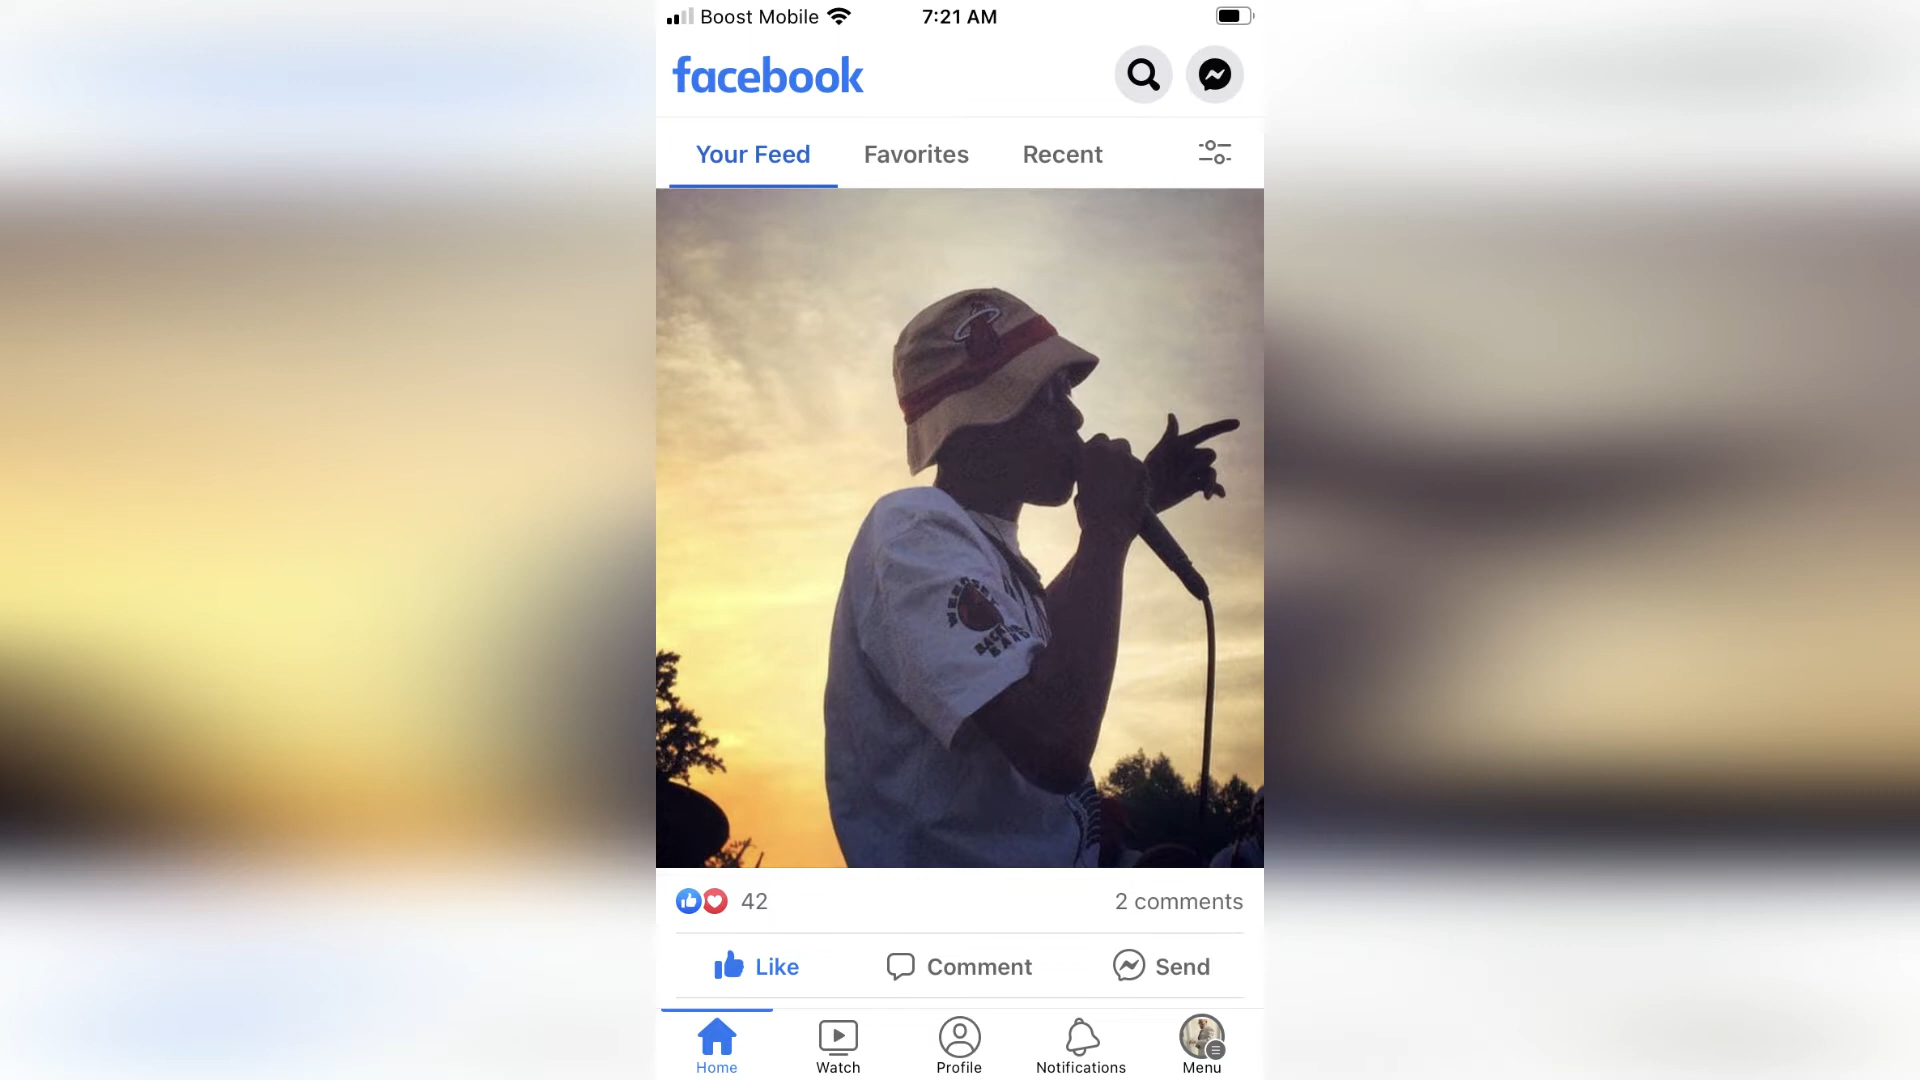 Boost Mobile 7:21 AM
facebook
Your Feed Favorites Recent
42 2 comments
Like Comment Send
Home Watch Profile Notifications Menu